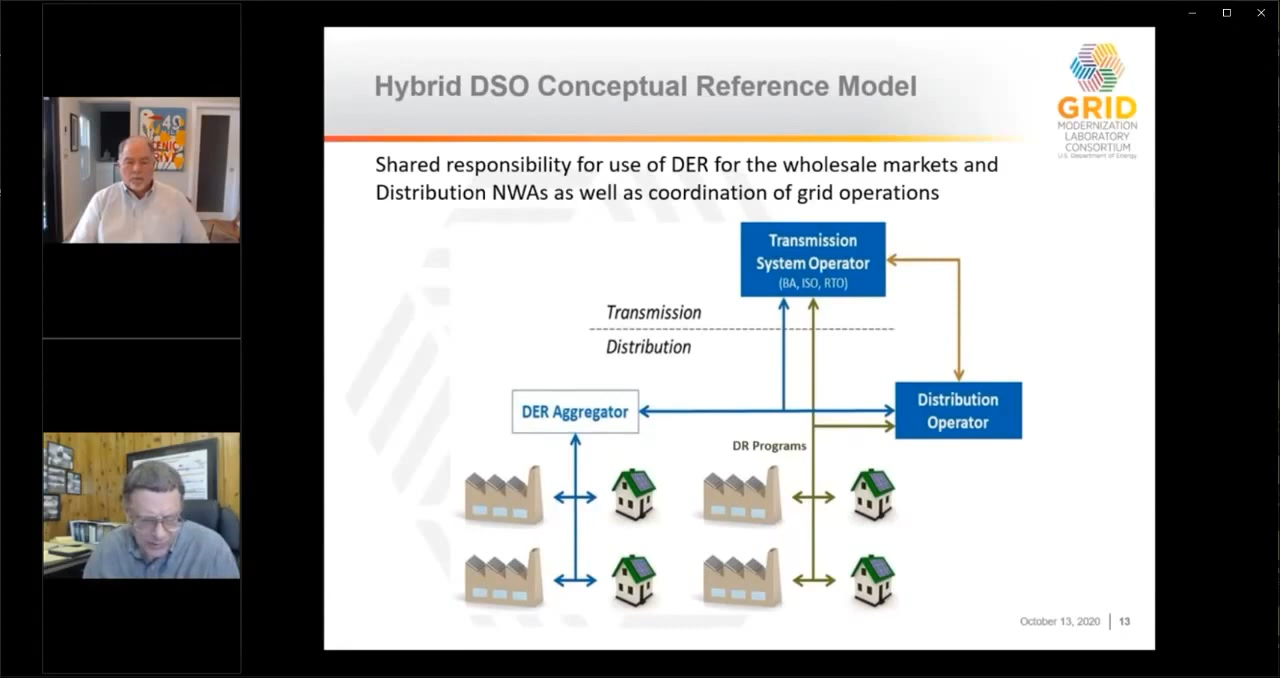 Hybrid DSO Conceptual Reference Model
GRID
MODERNIZATION
LABORATORY
CONSORTIUM
U.S. Department of Energy
Shared responsibility for use of DER for the wholesale markets and
Distribution NWAs as well as coordination of grid operations
Transmission
System Operator
(BA, ISO, RTO)
Transmission
Distribution
DER Aggregator
Distribution
Operator
DR Programs
October 13, 2020 | 13